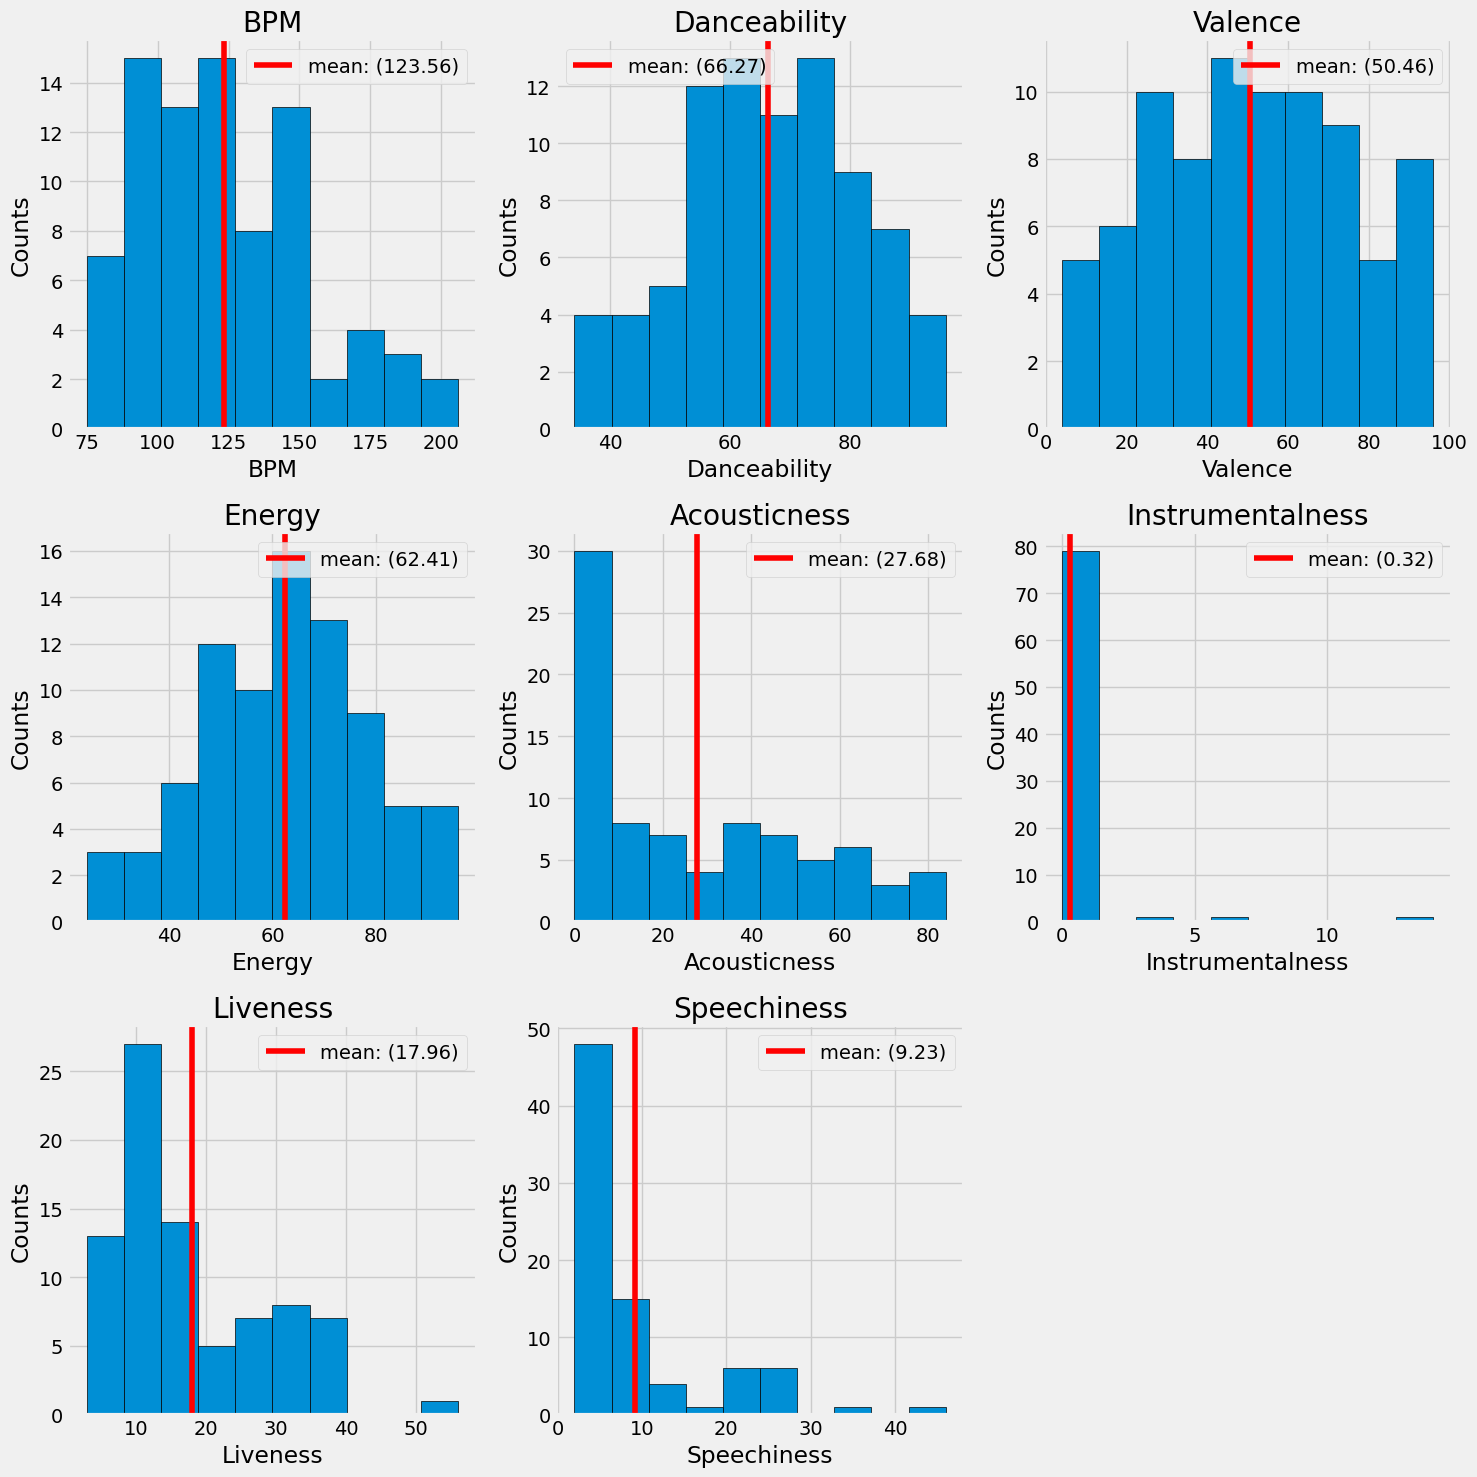 BPM
mean: (123.56)
Counts
14
12
10
8
6
4
2
0
75 100 125 150 175 200
BPM
Danceability
mean: (66.27)
Counts
12
10
8
6
4
2
0
40 60 80
Danceability
Valence
mean: (50.46)
Counts
10
8
6
4
2
0
0 20 40 60 80 100
Valence
Energy
mean: (62.41)
Counts
16
14
12
10
8
6
4
2
0
40 60 80
Energy
Acousticness
mean: (27.68)
Counts
30
25
20
15
10
5
0
0 20 40 60 80
Acousticness
Instrumentalness
mean: (0.32)
Counts
80
70
60
50
40
30
20
10
0
0 5 10
Instrumentalness
Liveness
mean: (17.96)
Counts
25
20
15
10
5
0
10 20 30 40 50
Liveness
Speechiness
mean: (9.23)
Counts
50
40
30
20
10
0
0 10 20 30 40
Speechiness